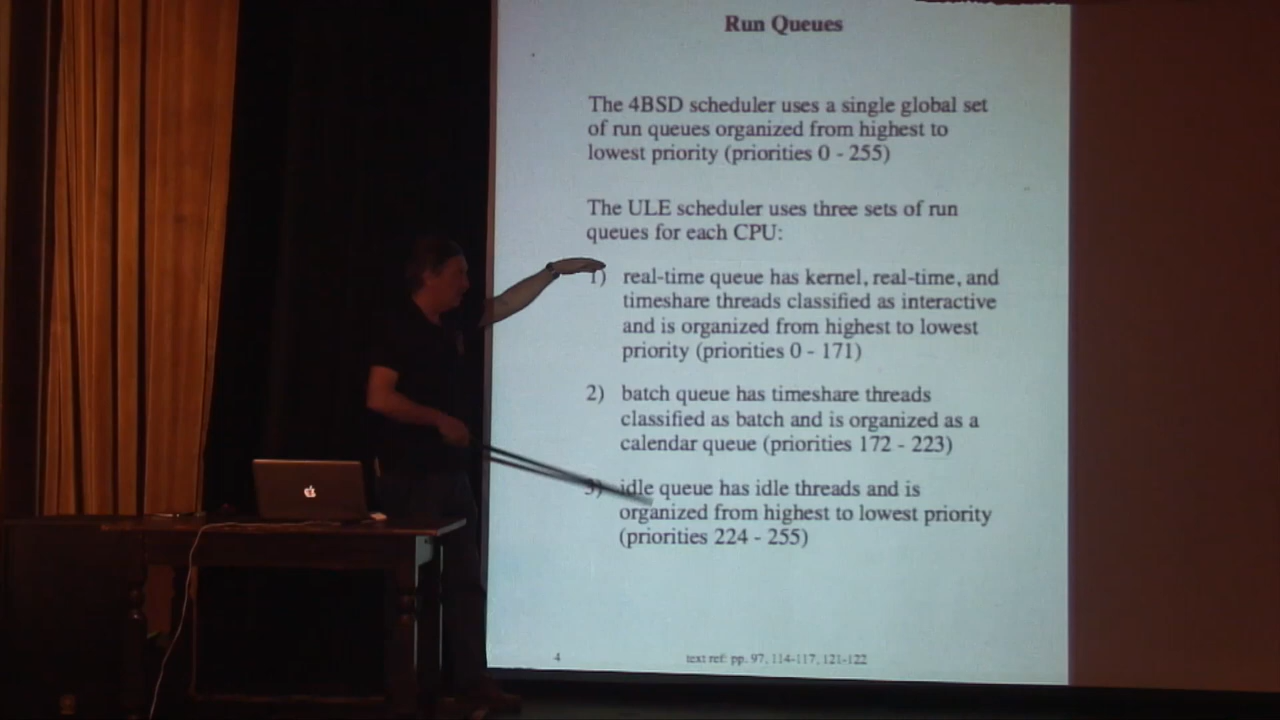 Run Queues
The 4BSD scheduler uses a single global set
of run queues organized from highest to
lowest priority (priorities 0 - 255)
The ULE scheduler uses three sets of run
queues for each CPU:
1) real-time queue has kernel, real-time, and
timeshare threads classified as interactive
and is organized from highest to lowest
priority (priorities 0 - 171)
2) batch queue has timeshare threads
classified as batch and is organized as a
calendar queue (priorities 172 - 223)
3) idle queue has idle threads and is
organized from highest to lowest priority
(priorities 224 - 255)
4 text ref: pp. 97, 114-117, 121-122